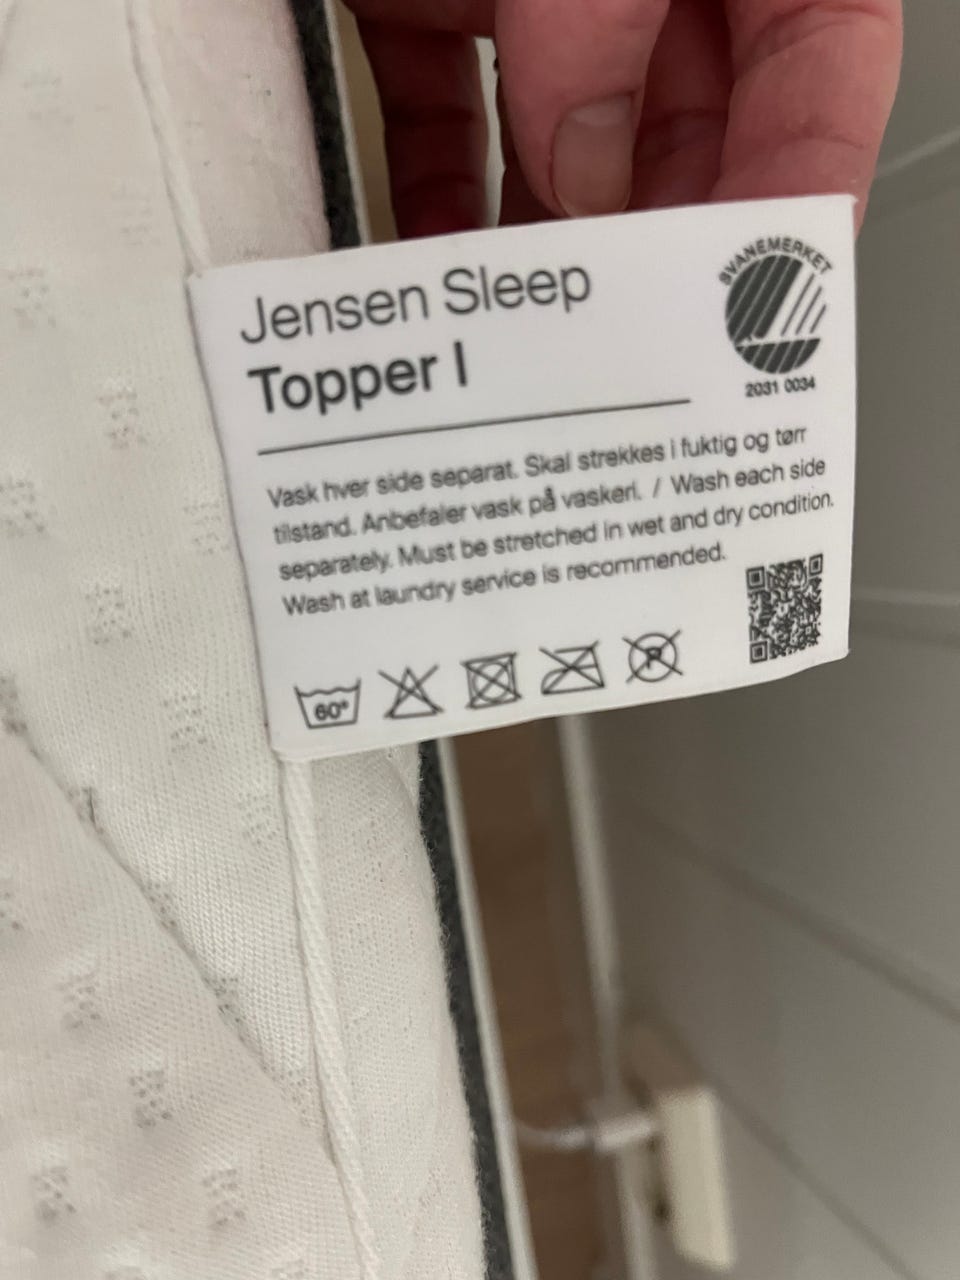 Jensen Sleep
Topper I
SVANEMERKET
2031 0034
Vask hver side separat. Skal strekkes i fuktig og tørr
tilstand. Anbefaler vask på vaskeri. / Wash each side
separately. Must be stretched in wet and dry condition.
Wash at laundry service is recommended.
60°
P